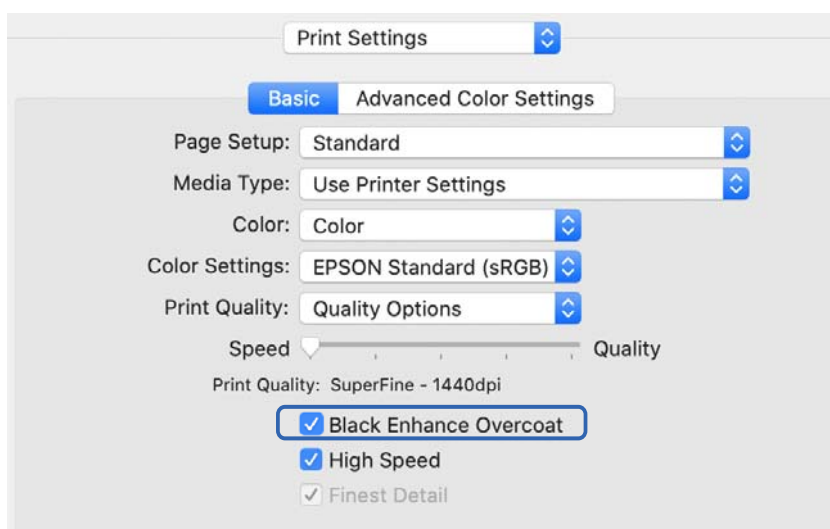 Print Settings
Basic Advanced Color Settings
Page Setup: Standard
Media Type: Use Printer Settings
Color: Color
Color Settings: EPSON Standard (sRGB)
Print Quality: Quality Options
Speed Quality
Print Quality: SuperFine - 1440dpi
Black Enhance Overcoat
High Speed
Finest Detail